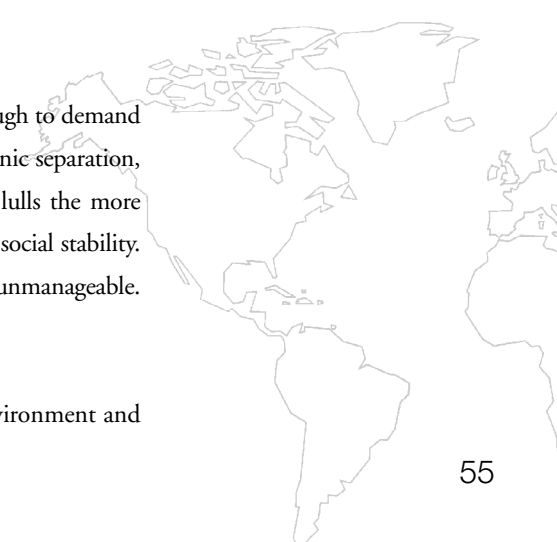 ugh to demand
nic separation,
lulls the more
social stability.
unmanageable.
vironment and
55